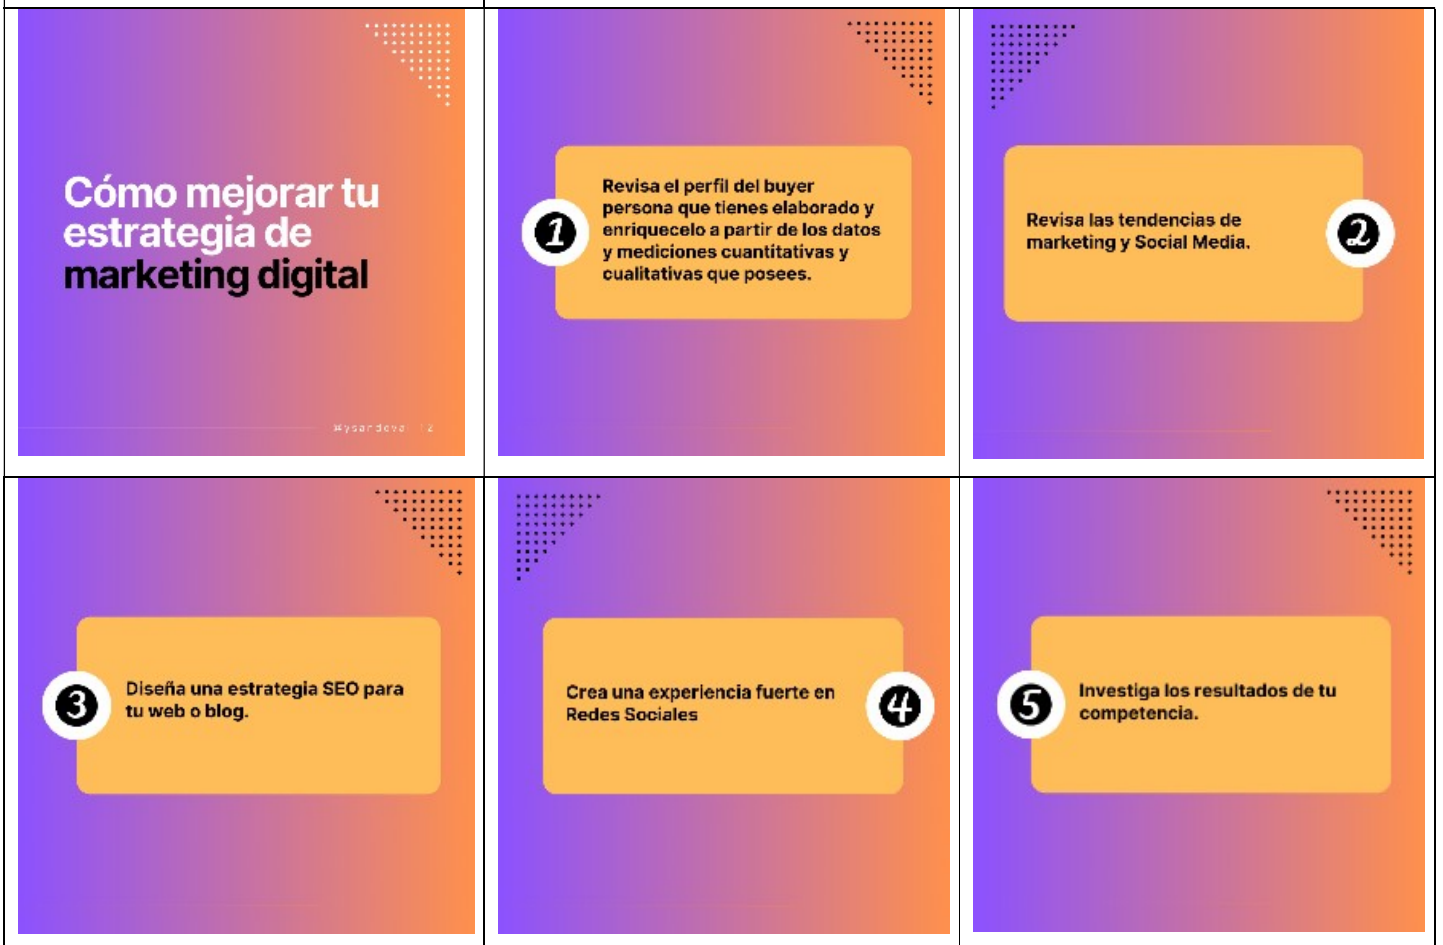 Cómo mejorar tu
estrategia de
marketing digital
1
Revisa el perfil del buyer
persona que tienes elaborado y
enriquecelo a partir de los datos
y mediciones cuantitativas y
cualitativas que posees.
Revisa las tendencias de
marketing y Social Media.
2
3
Diseña una estrategia SEO para
tu web o blog.
Crea una experiencia fuerte en
Redes Sociales
4
5
Investiga los resultados de tu
competencia.